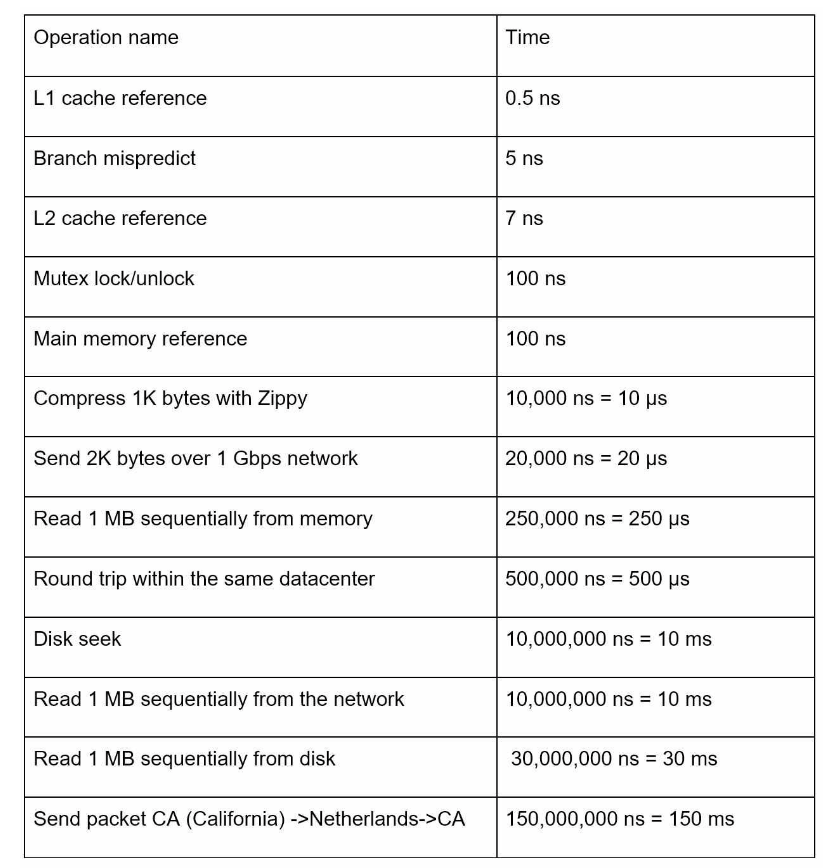 Operation name Time
L1 cache reference 0.5 ns
Branch mispredict 5 ns
L2 cache reference 7 ns
Mutex lock/unlock 100 ns
Main memory reference 100 ns
Compress 1K bytes with Zippy 10,000 ns = 10 μs
Send 2K bytes over 1 Gbps network 20,000 ns = 20 μs
Read 1 MB sequentially from memory 250,000 ns = 250 μs
Round trip within the same datacenter 500,000 ns = 500 μs
Disk seek 10,000,000 ns = 10 ms
Read 1 MB sequentially from the network 10,000,000 ns = 10 ms
Read 1 MB sequentially from disk 30,000,000 ns = 30 ms
Send packet CA (California) ->Netherlands->CA 150,000,000 ns = 150 ms